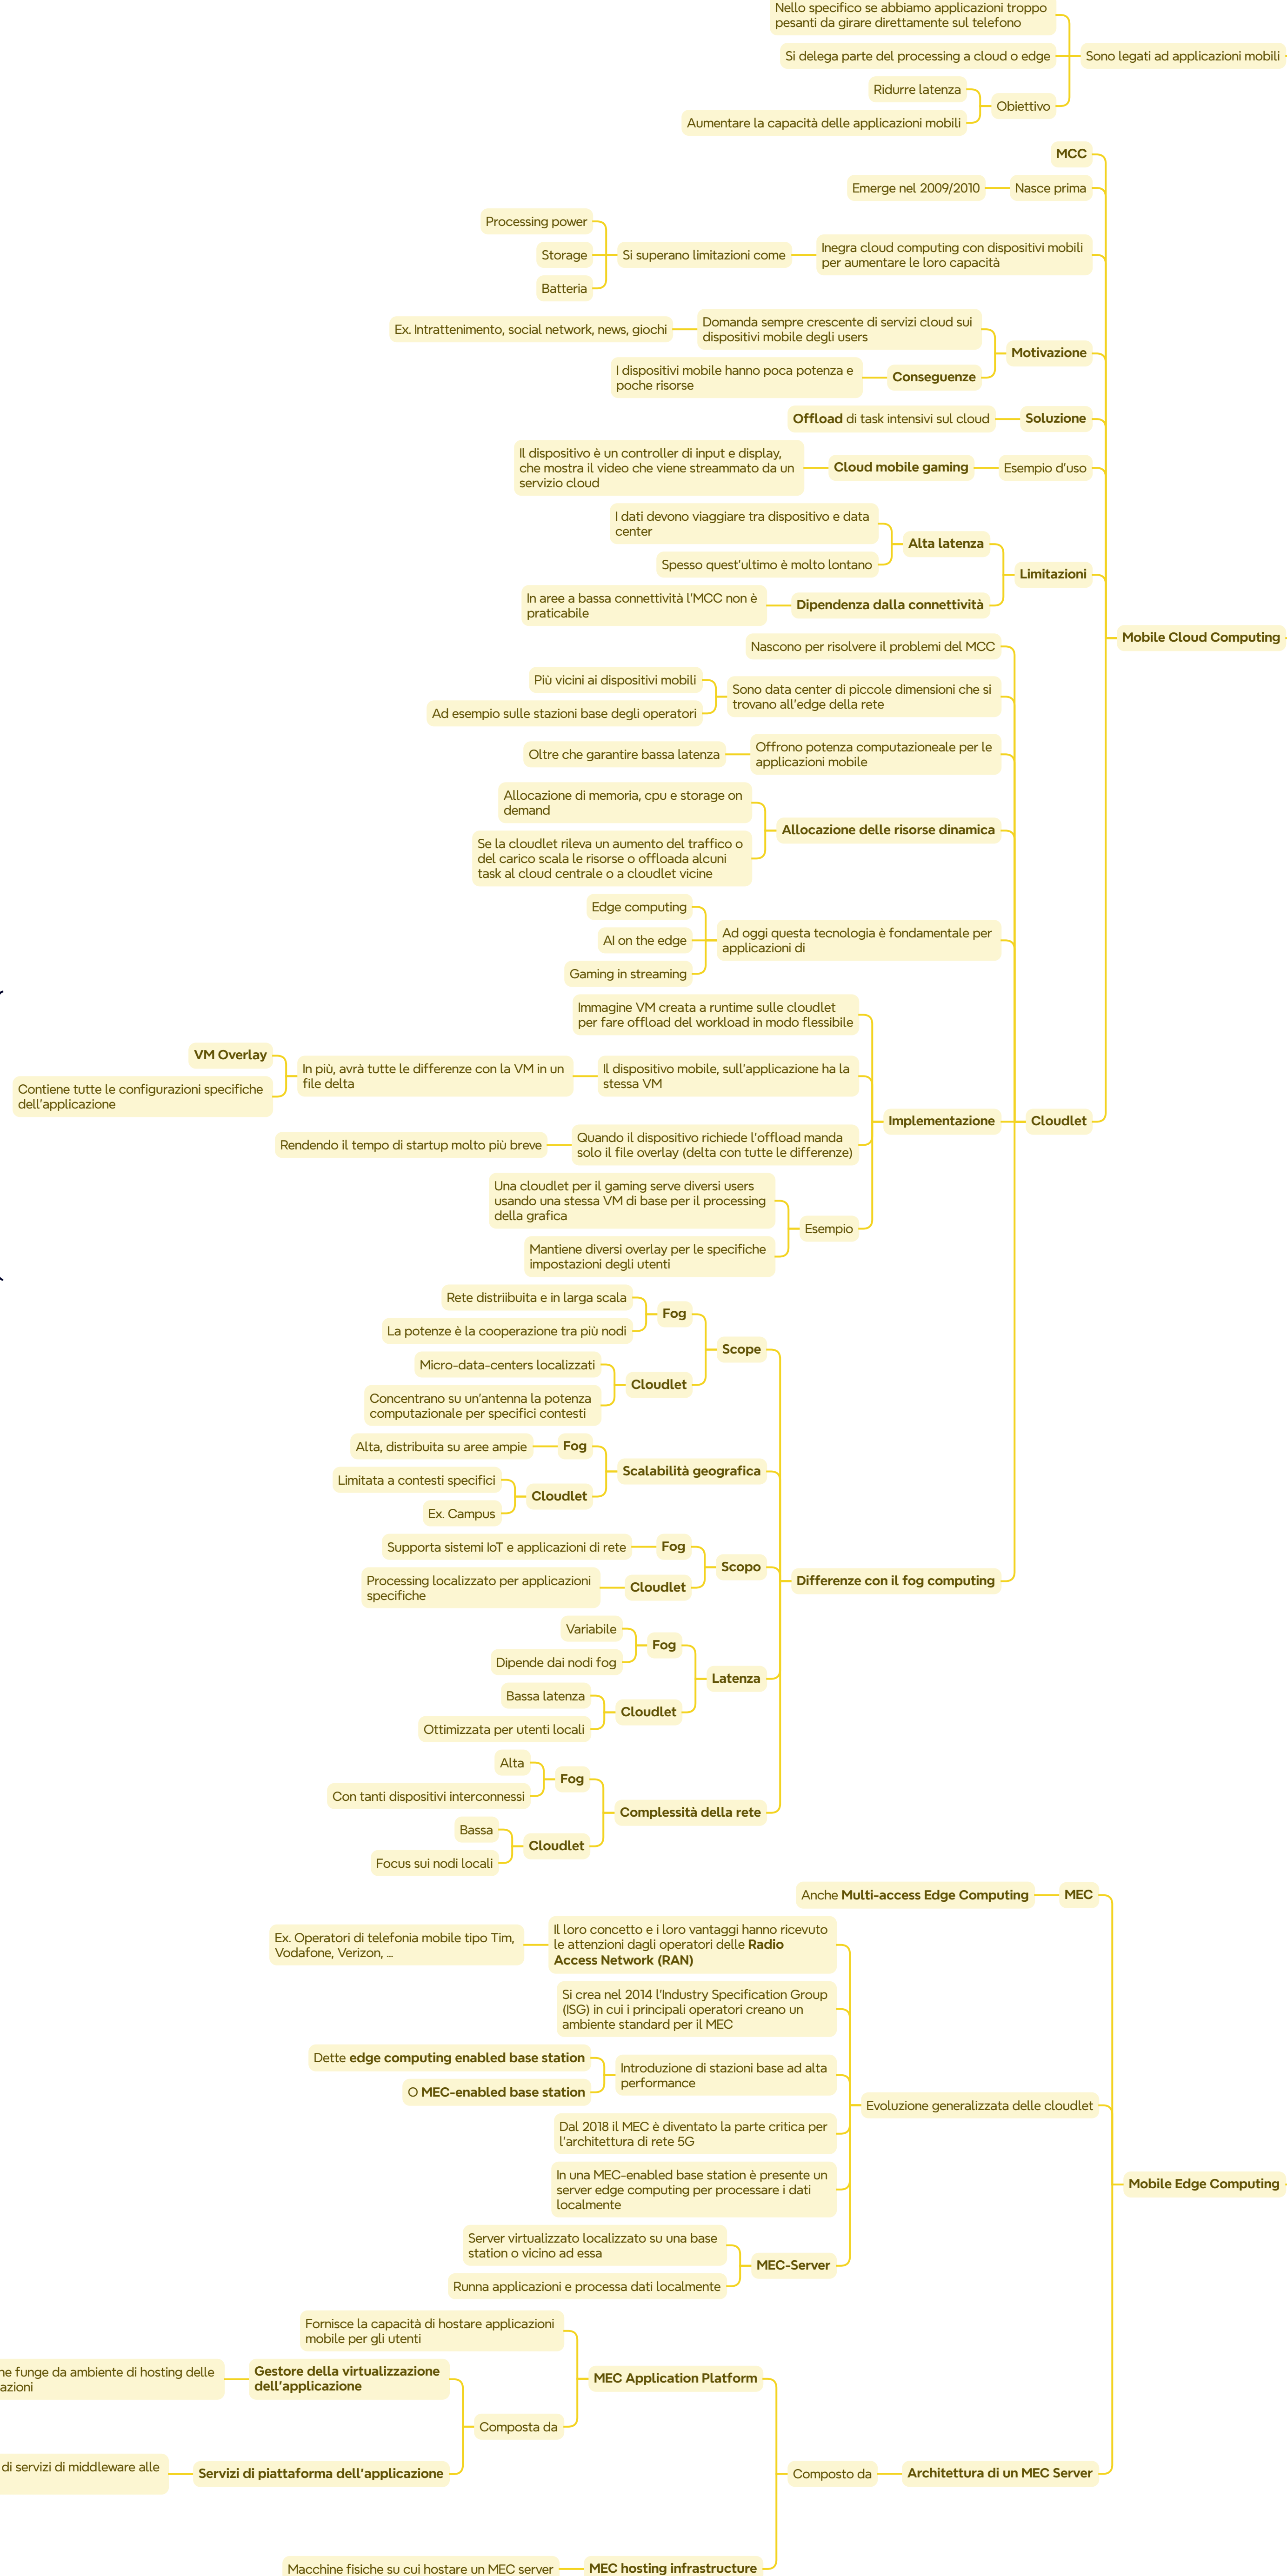 Nello specifico se abbiamo applicazioni troppo
pesanti da girare direttamente sul telefono
Si delega parte del processing a cloud o edge
Sono legati ad applicazioni mobili
Ridurre latenza
Obiettivo
Aumentare la capacità delle applicazioni mobili
MCC
Emerge nel 2009/2010
Nasce prima
Processing power
Storage
Batteria
Si superano limitazioni come
Inegra cloud computing con dispositivi mobili
per aumentare le loro capacità
Ex. Intrattenimento, social network, news, giochi
Domanda sempre crescente di servizi cloud sui
dispositivi mobile degli users
Motivazione
I dispositivi mobile hanno poca potenza e
poche risorse
Conseguenze
Offload di task intensivi sul cloud
Soluzione
Il dispositivo è un controller di input e display,
che mostra il video che viene streammato da un
servizio cloud
Cloud mobile gaming
Esempio d'uso
I dati devono viaggiare tra dispositivo e data
center
Alta latenza
Spesso quest'ultimo è molto lontano
Limitazioni
In aree a bassa connettività l'MCC non è
praticabile
Dipendenza dalla connettività
Mobile Cloud Computing
Nascono per risolvere il problemi del MCC
Più vicini ai dispositivi mobili
Ad esempio sulle stazioni base degli operatori
Sono data center di piccole dimensioni che si
trovano all'edge della rete
Oltre che garantire bassa latenza
Offrono potenza computazioneale per le
applicazioni mobile
Allocazione di memoria, cpu e storage on
demand
Allocazione delle risorse dinamica
Se la cloudlet rileva un aumento del traffico o
del carico scala le risorse o offloada alcuni
task al cloud centrale o a cloudlet vicine
Edge computing
AI on the edge
Gaming in streaming
Ad oggi questa tecnologia è fondamentale per
applicazioni di
Immagine VM creata a runtime sulle cloudlet
per fare offload del workload in modo flessibile
VM Overlay
Contiene tutte le configurazioni specifiche
dell'applicazione
In più, avrà tutte le differenze con la VM in un
file delta
Il dispositivo mobile, sull'applicazione ha la
stessa VM
Implementazione
Cloudlet
Rendendo il tempo di startup molto più breve
Quando il dispositivo richiede l'offload manda
solo il file overlay (delta con tutte le differenze)
Una cloudlet per il gaming serve diversi users
usando una stessa VM di base per il processing
della grafica
Esempio
Mantiene diversi overlay per le specifiche
impostazioni degli utenti
Rete distriibuita e in larga scala
Fog
La potenze è la cooperazione tra più nodi
Scope
Micro-data-centers localizzati
Cloudlet
Concentrano su un'antenna la potenza
computazionale per specifici contesti
Alta, distribuita su aree ampie
Fog
Scalabilità geografica
Limitata a contesti specifici
Cloudlet
Ex. Campus
Supporta sistemi IoT e applicazioni di rete
Fog
Scopo
Processing localizzato per applicazioni
specifiche
Cloudlet
Differenze con il fog computing
Variabile
Fog
Dipende dai nodi fog
Latenza
Bassa latenza
Cloudlet
Ottimizzata per utenti locali
Alta
Fog
Con tanti dispositivi interconnessi
Complessità della rete
Bassa
Cloudlet
Focus sui nodi locali
Anche Multi-access Edge Computing
MEC
Ex. Operatori di telefonia mobile tipo Tim,
Vodafone, Verizon, ...
Il loro concetto e i loro vantaggi hanno ricevuto
le attenzioni dagli operatori delle Radio
Access Network (RAN)
Si crea nel 2014 l'Industry Specification Group
(ISG) in cui i principali operatori creano un
ambiente standard per il MEC
Dette edge computing enabled base station
O MEC-enabled base station
Introduzione di stazioni base ad alta
performance
Evoluzione generalizzata delle cloudlet
Dal 2018 il MEC è diventato la parte critica per
l'architettura di rete 5G
In una MEC-enabled base station è presente un
server edge computing per processare i dati
localmente
Mobile Edge Computing
Server virtualizzato localizzato su una base
station o vicino ad essa
MEC-Server
Runna applicazioni e processa dati localmente
Fornisce la capacità di hostare applicazioni
mobile per gli utenti
funge da ambiente di hosting delle
Gestore della virtualizzazione
dell'applicazione
MEC Application Platform
Composta da
di servizi di middleware alle
Servizi di piattaforma dell'applicazione
Composto da
Architettura di un MEC Server
Macchine fisiche su cui hostare un MEC server
MEC hosting infrastructure